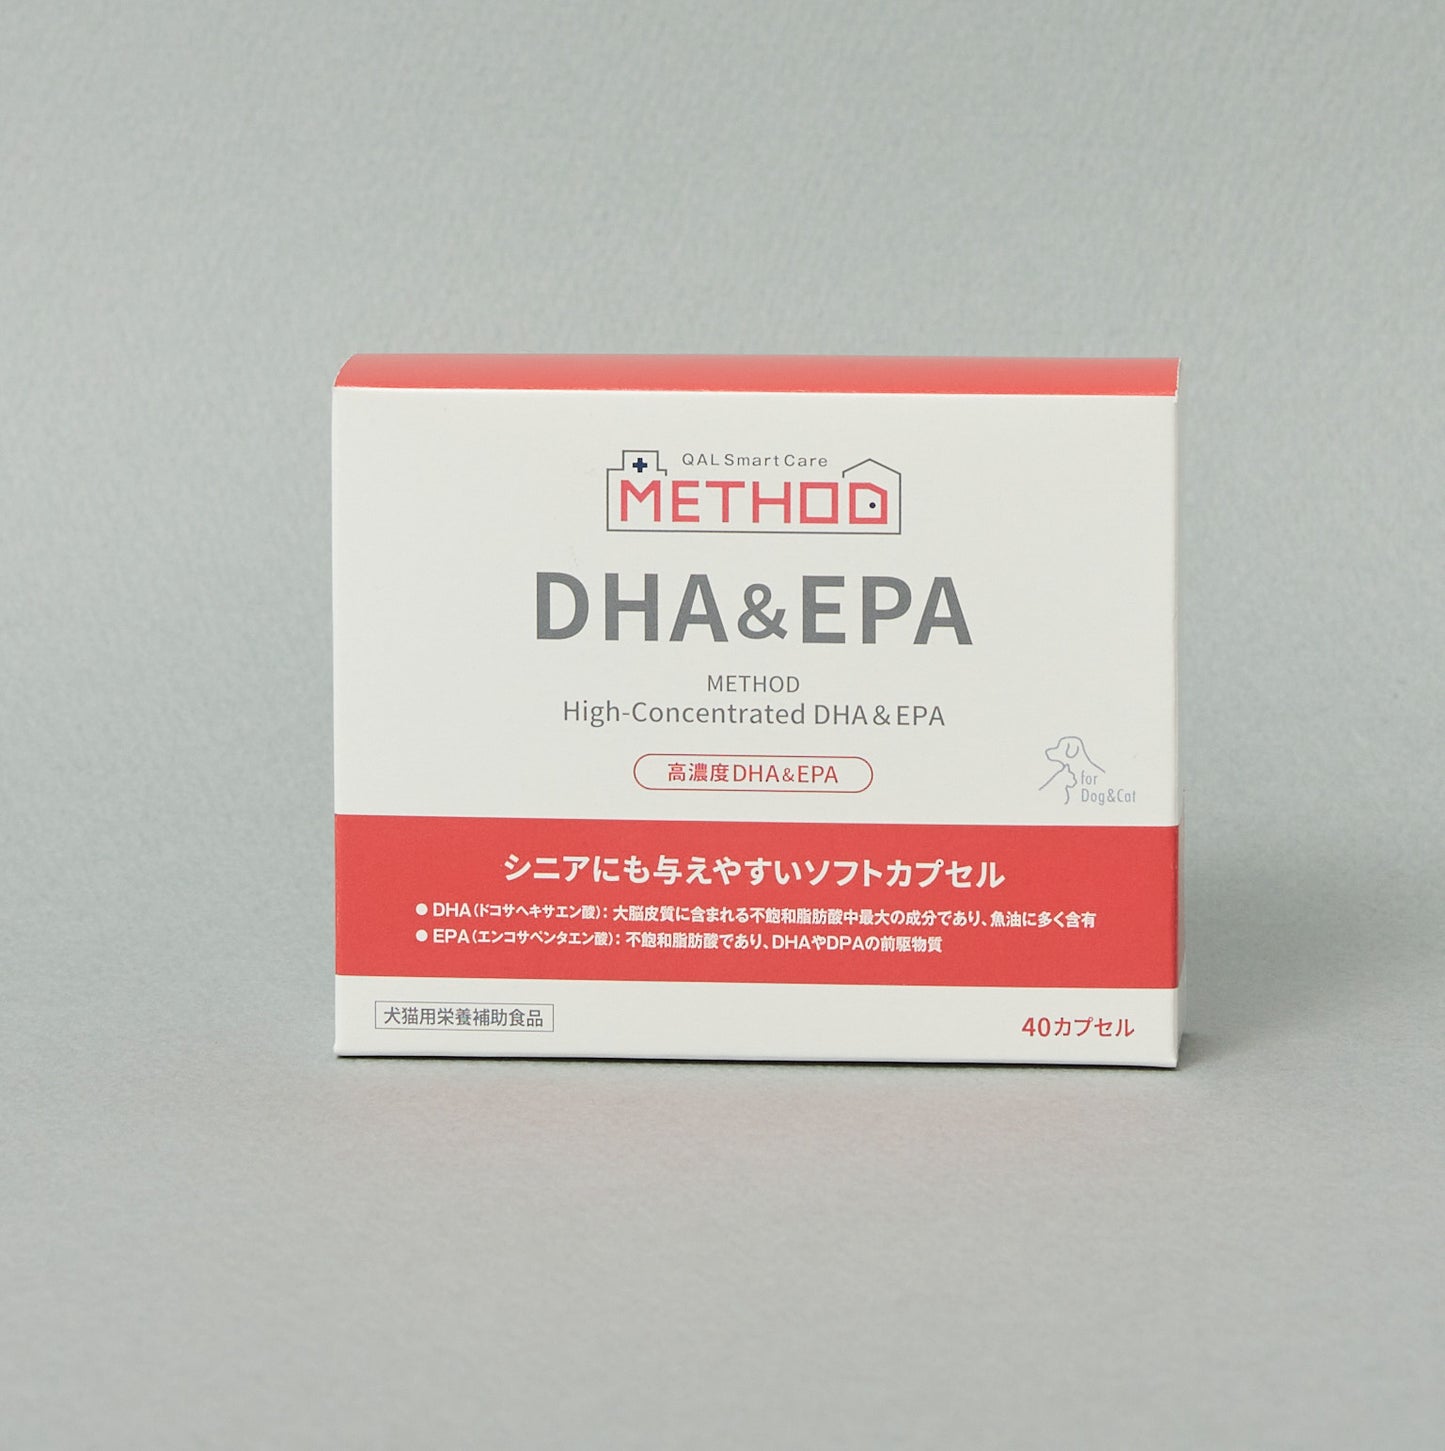 QAL Smart Care
METHOD
DHA&EPA
METHOD
High-Concentrated DHA & EPA
高濃度DHA&EPA
for
Dog&Cat
シニアにも与えやすいソフトカプセル
● DHA（ドコサヘキサエン酸）：大脳皮質に含まれる不飽和脂肪酸中最大の成分であり、魚油に多く含有
● EPA（エンコサペンタエン酸）：不飽和脂肪酸であり、DHAやDPAの前駆物質
犬猫用栄養補助食品
40カプセル